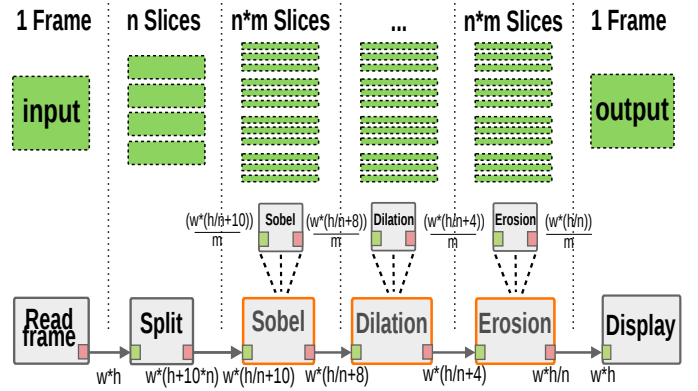 1 Frame n Slices n*m Slices ... n*m Slices 1 Frame
input output
Sobel Dilation Erosion
(w*(h/n+10)) (w*(h/n+8)) (w*(h/n+4)) (w*(h/n))
m m m m
Read
frame
Split Sobel Dilation Erosion Display
w*h w*(h+10*n) w*(h/n+10) w*(h/n+8) w*(h/n+4) w*h/n w*h